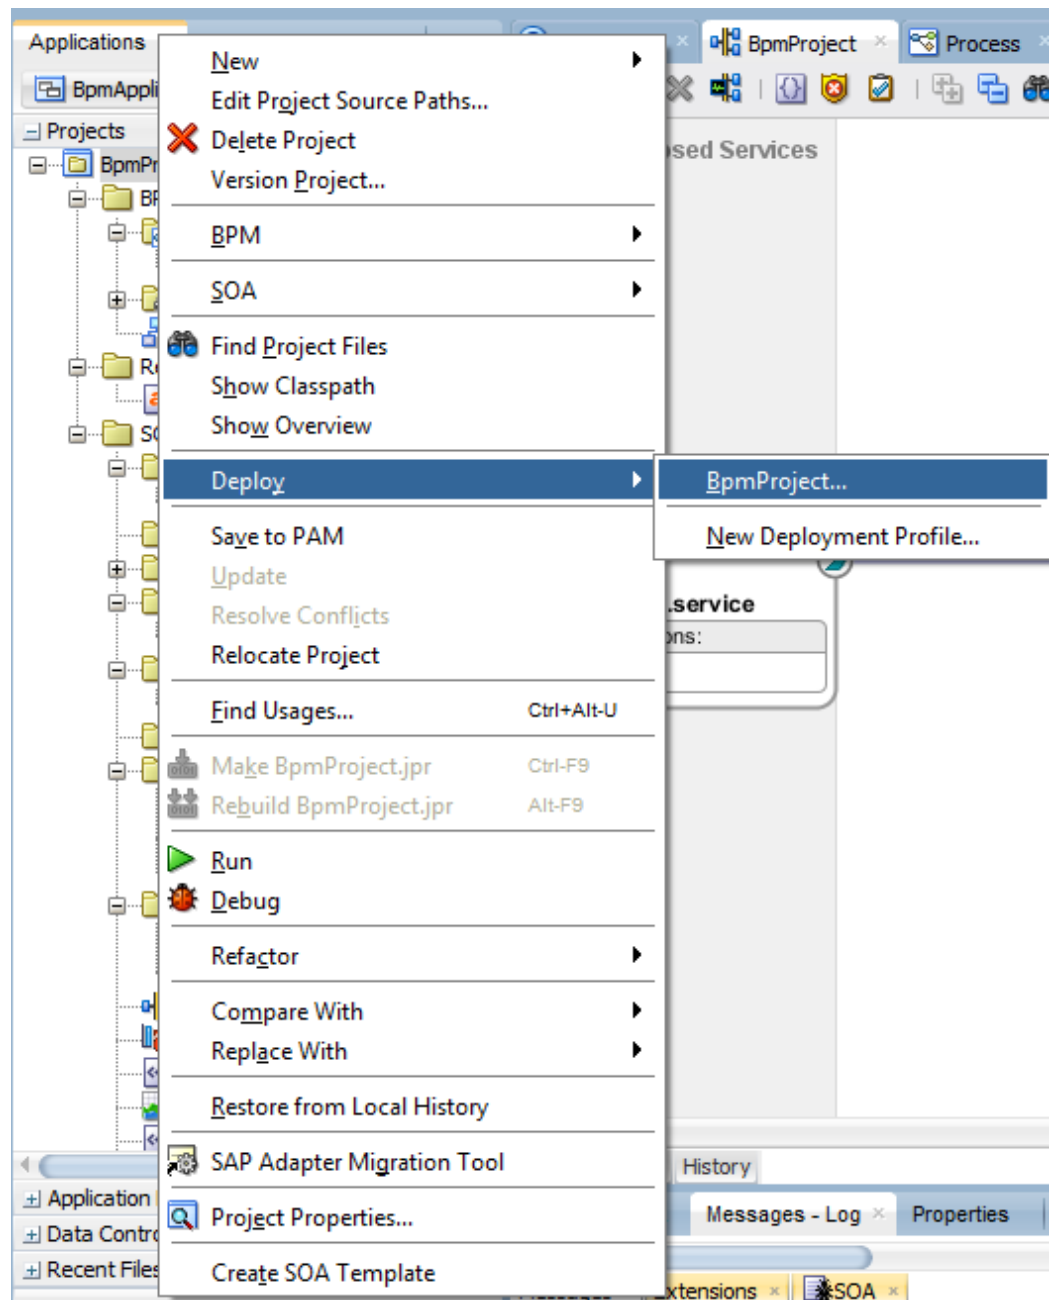 Applications
BpmProject
Process
BpmAppli
Projects
BpmPr
New
Edit Project Source Paths...
Delete Project
Version Project...
BPM
SOA
Find Project Files
Show Classpath
Show Overview
Deploy
BpmProject...
New Deployment Profile...
Save to PAM
Update
Resolve Conflicts
Relocate Project
Find Usages... Ctrl+Alt-U
Make BpmProject.jpr Ctrl-F9
Rebuild BpmProject.jpr Alt-F9
Run
Debug
Refactor
Compare With
Replace With
Restore from Local History
SAP Adapter Migration Tool
Project Properties...
Create SOA Template
sed Services
.service
ons:
History
Application
Data Contro
Recent Files
Messages - Log
Properties
xtensions
SOA